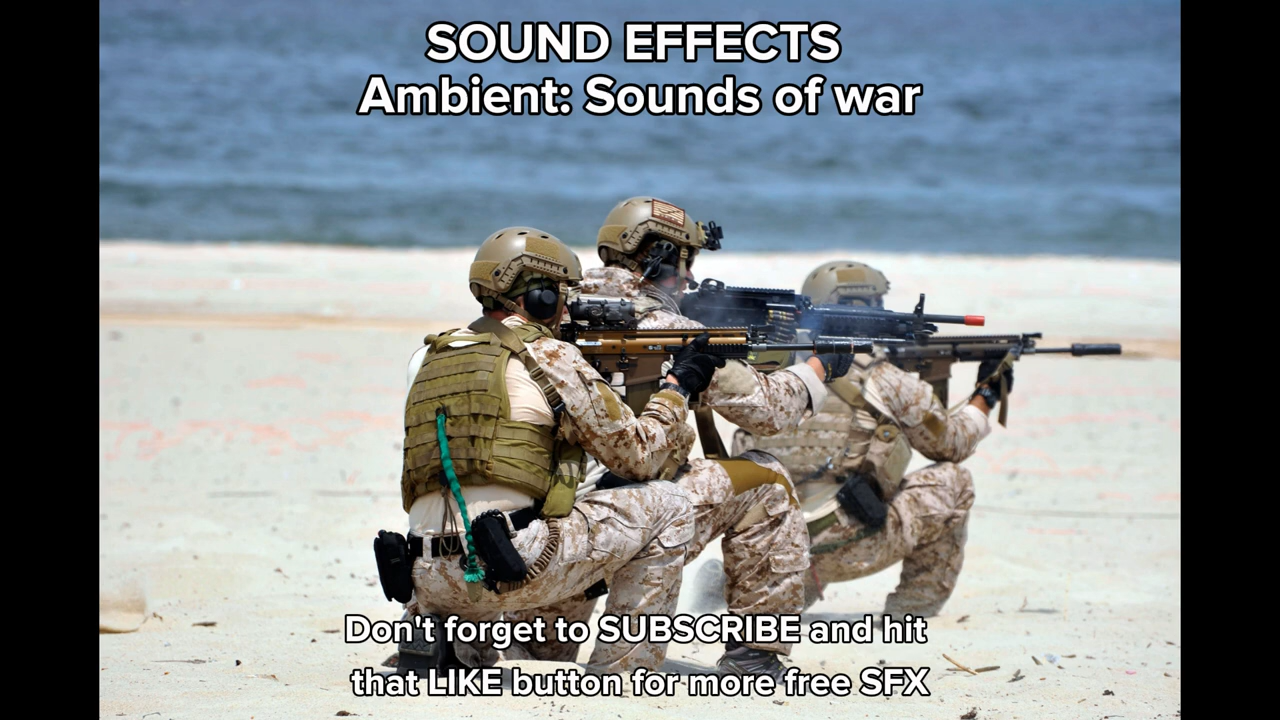 SOUND EFFECTS
Ambient: Sounds of war
Don't forget to SUBSCRIBE and hit
that LIKE button for more free SFX